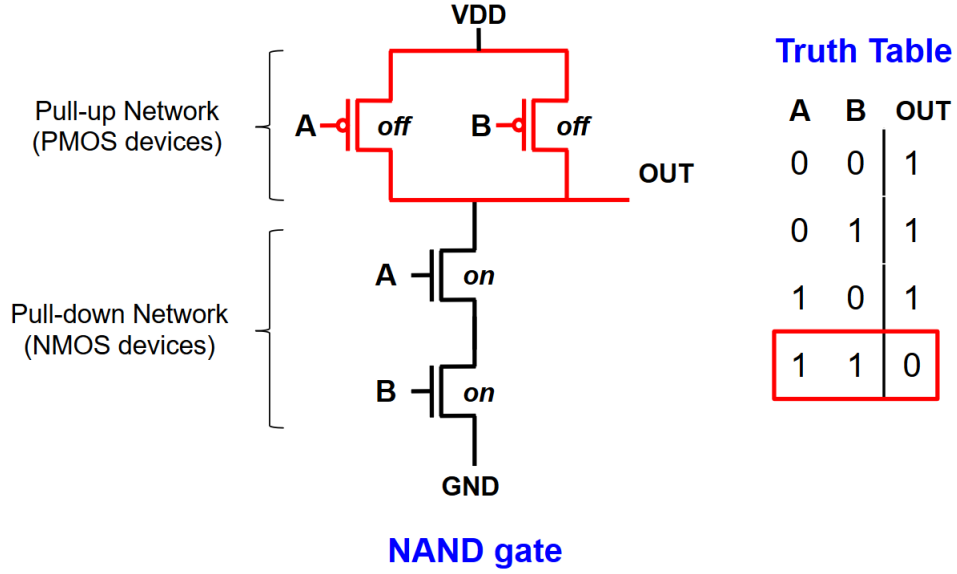 VDD
Truth Table
Pull-up Network
(PMOS devices)
A off B off
OUT
A B OUT
0 0 1
0 1 1
1 0 1
1 1 0
Pull-down Network
(NMOS devices)
A on
B on
GND
NAND gate